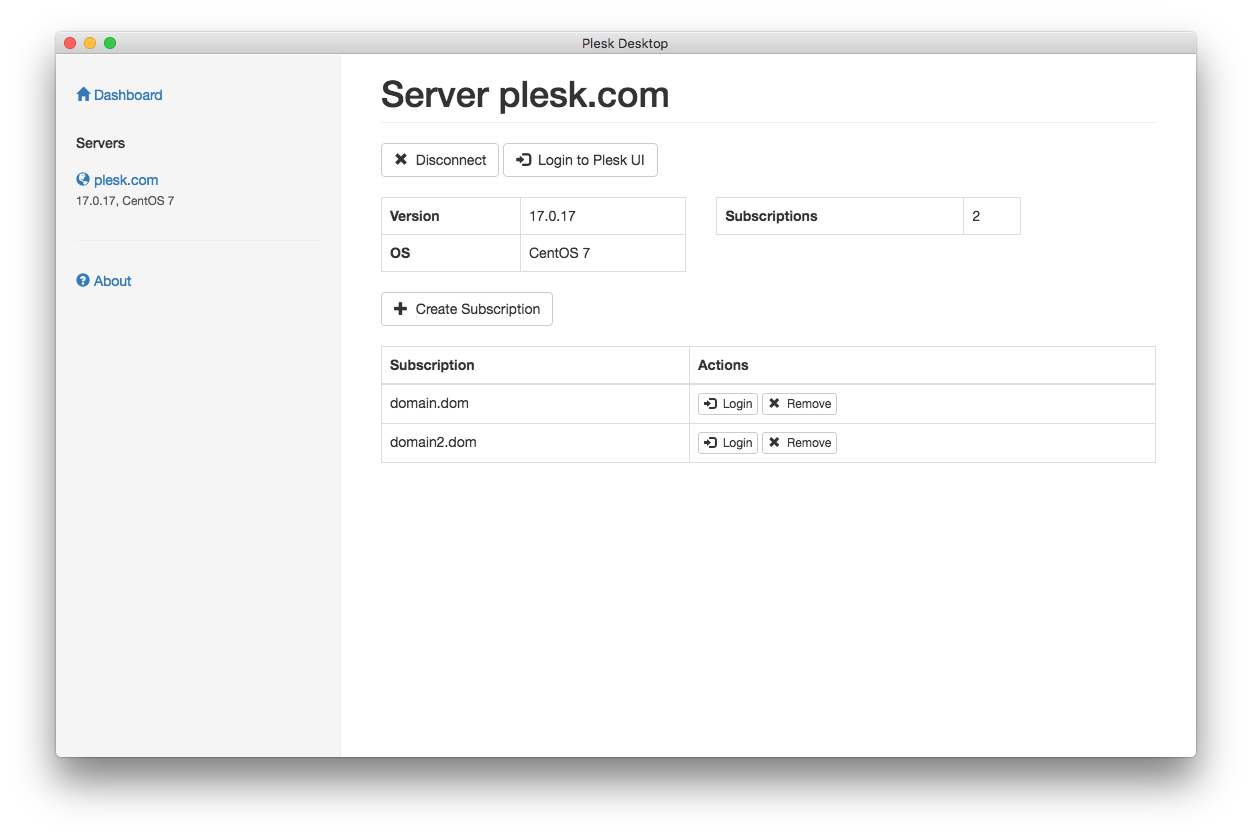 Plesk Desktop
Dashboard
Servers
plesk.com
17.0.17, CentOS 7
About
Server plesk.com
Disconnect Login to Plesk UI
Version 17.0.17
OS CentOS 7
Subscriptions 2
Create Subscription
Subscription Actions
domain.dom Login Remove
domain2.dom Login Remove